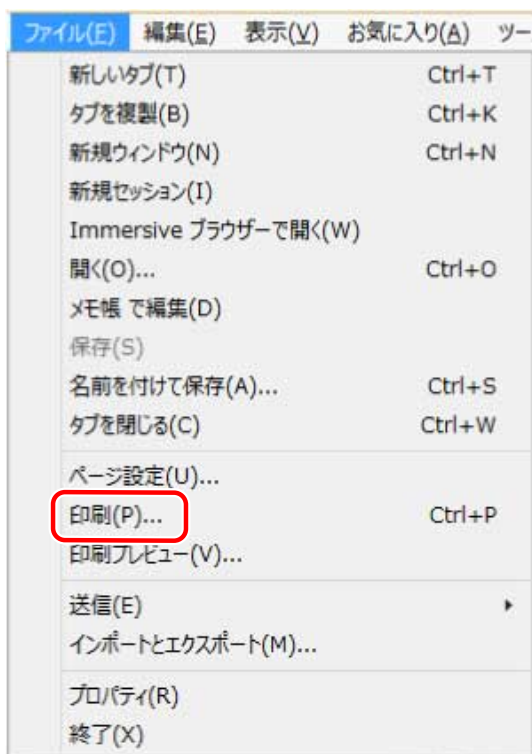 ファイル(F) 編集(E) 表示(V) お気に入り(A) ツー
新しいタブ(T) Ctrl+T
タブを複製(B) Ctrl+K
新規ウィンドウ(N) Ctrl+N
新規セッション(I)
Immersive ブラウザーで開く(W)
開く(O)... Ctrl+O
メモ帳 で編集(D)
保存(S)
名前を付けて保存(A)... Ctrl+S
タブを閉じる(C) Ctrl+W
ページ設定(U)...
印刷(P)... Ctrl+P
印刷プレビュー(V)...
送信(E)
インポートとエクスポート(M)...
プロパティ(R)
終了(X)